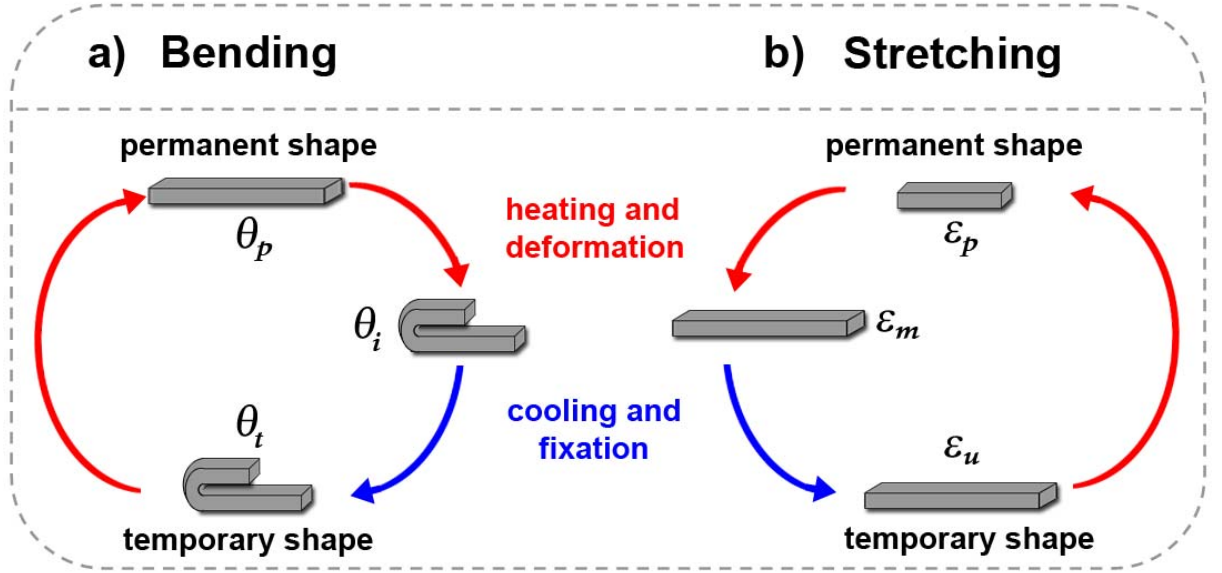 a) Bending
b) Stretching
permanent shape
θp
heating and
deformation
θi
cooling and
fixation
θt
temporary shape
permanent shape
εp
εm
εu
temporary shape